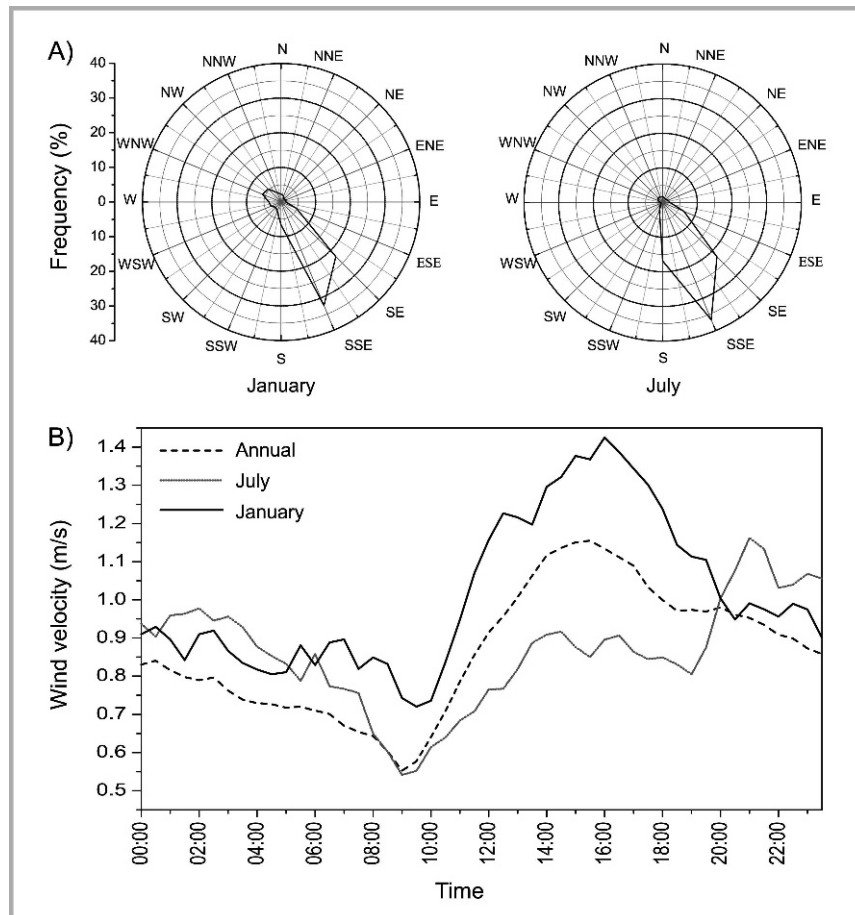 A)
Frequency (%)
40
30
20
10
0
10
20
30
40
N
NNE
NE
ENE
E
ESE
SE
SSE
S
SSW
SW
WSW
W
WNW
NW
NNW
January
N
NNE
NE
ENE
E
ESE
SE
SSE
S
SSW
SW
WSW
W
WNW
NW
NNW
July
B)
Wind velocity (m/s)
1.4
1.3
1.2
1.1
1.0
0.9
0.8
0.7
0.6
0.5
Annual
July
January
00:00
02:00
04:00
06:00
08:00
10:00
12:00
14:00
16:00
18:00
20:00
22:00
Time